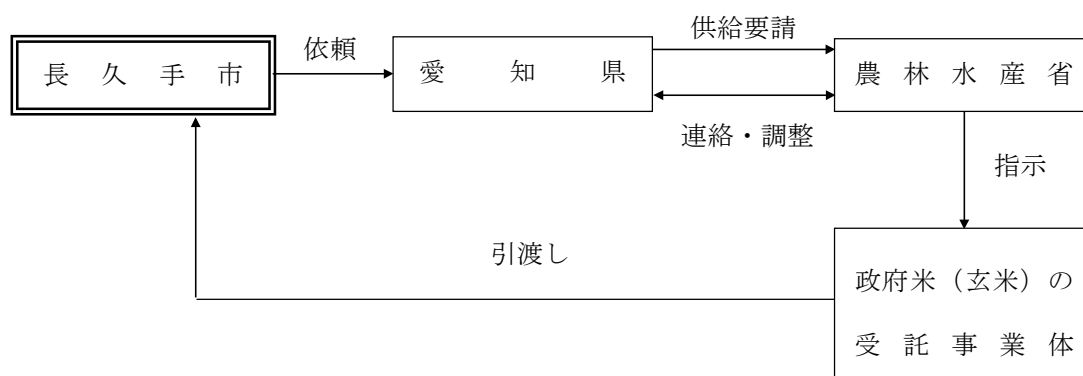 長久手市
依頼
愛知県
供給要請
連絡・調整
農林水産省
指示
引渡し
政府米（玄米）の
受託事業体